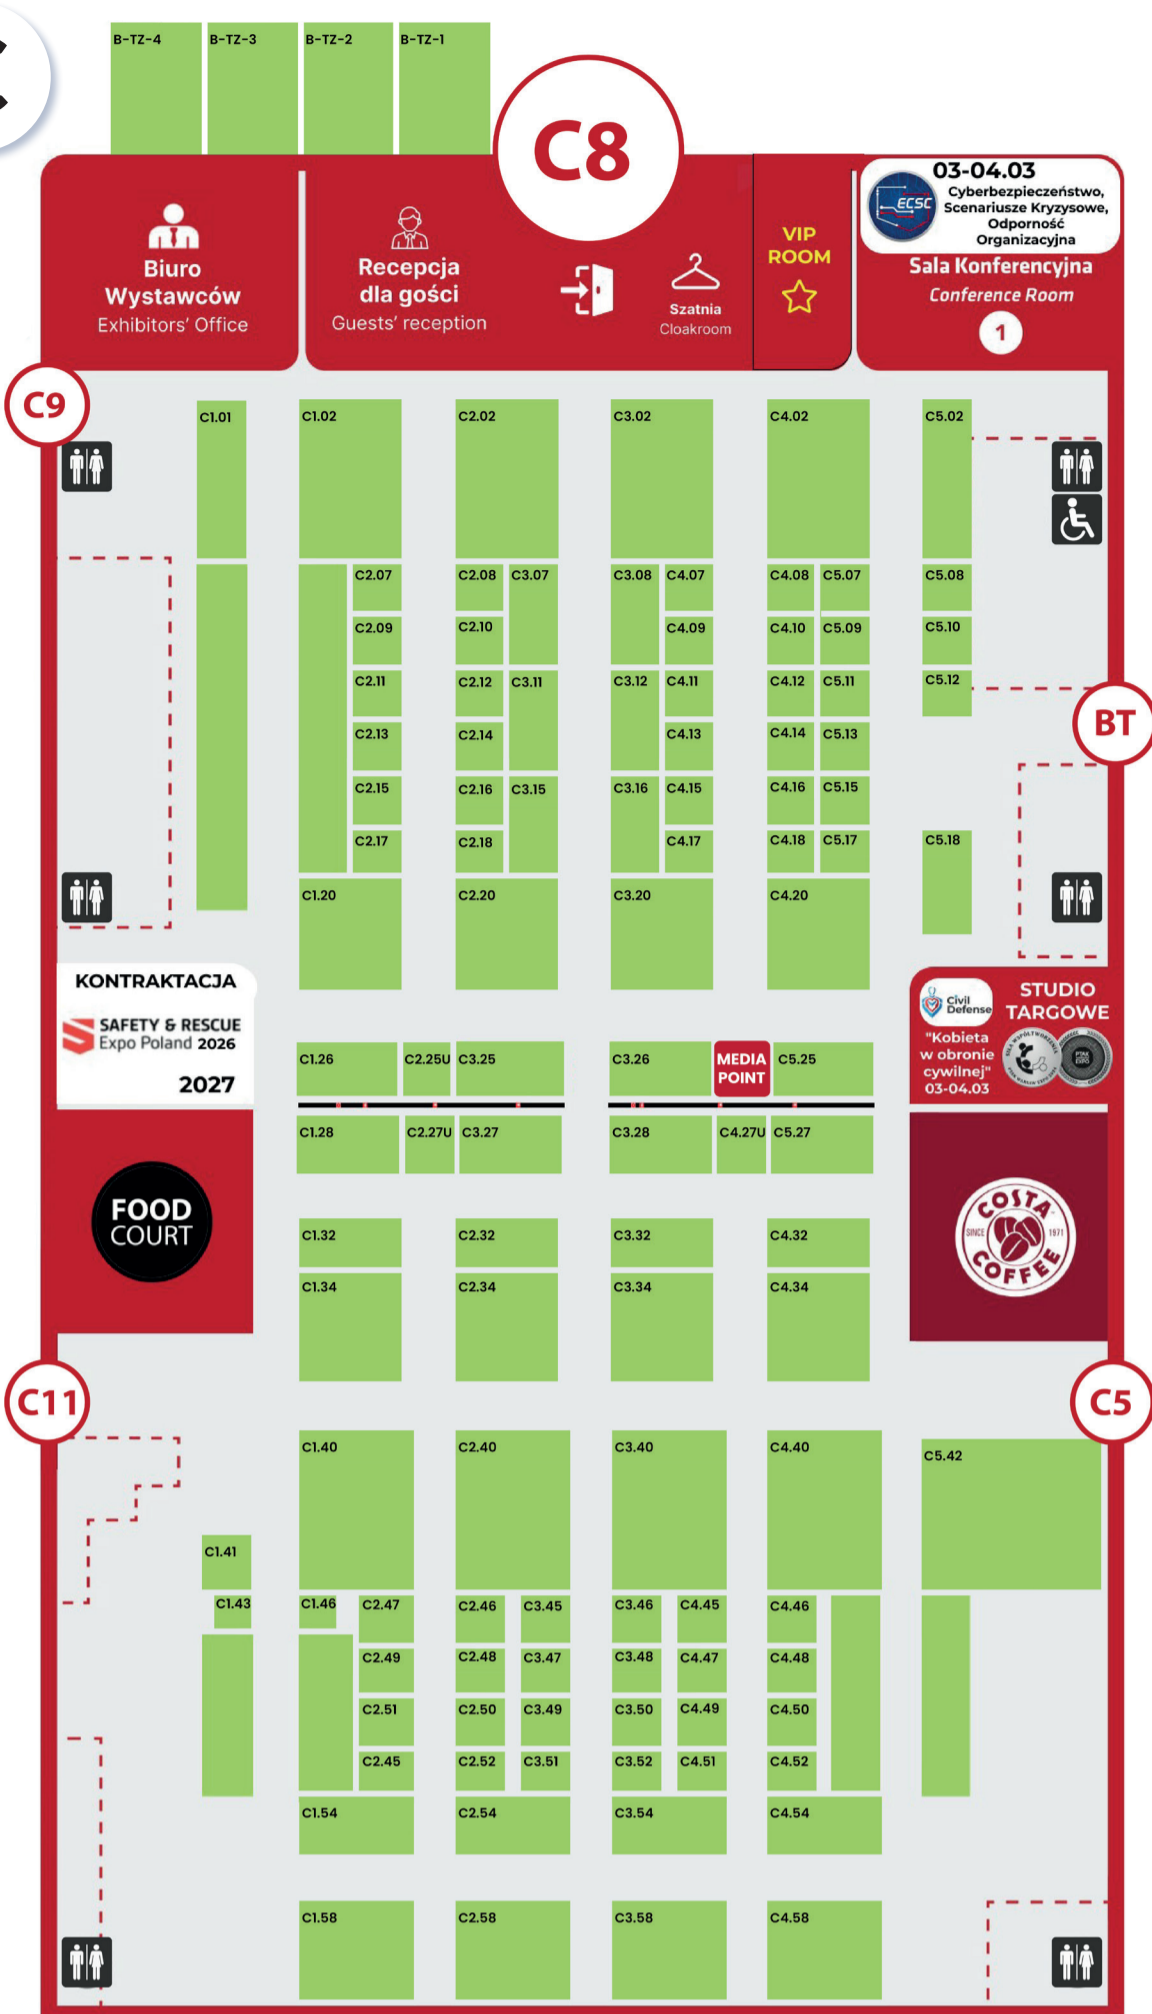 B-TZ-4
B-TZ-3
B-TZ-2
B-TZ-1
C8
Biuro
Wystawców
Exhibitors' Office
Recepcja
dla gości
Guests' reception
Szatnia
Cloakroom
VIP
ROOM
03-04.03
ECSC
Cyberbezpieczeństwo,
Scenariusze Kryzysowe,
Odporność
Organizacyjna
Sala Konferencyjna
Conference Room
1
C9
C1.01
C1.02
C2.02
C3.02
C4.02
C5.02
C2.07
C2.08
C3.07
C3.08
C4.07
C4.08
C5.07
C5.08
C2.09
C2.10
C4.09
C4.10
C5.09
C5.10
C2.11
C2.12
C3.11
C3.12
C4.11
C4.12
C5.11
C5.12
BT
C2.13
C2.14
C4.13
C4.14
C5.13
C2.15
C2.16
C3.15
C3.16
C4.15
C4.16
C5.15
C2.17
C2.18
C4.17
C4.18
C5.17
C5.18
C1.20
C2.20
C3.20
C4.20
KONTRAKTACJA
SAFETY & RESCUE
Expo Poland 2026
2027
Civil
Defense
"Kobieta
w obronie
cywilnej"
03-04.03
STUDIO
TARGOWE
C1.26
C2.25U
C3.25
C3.26
MEDIA
POINT
C5.25
C1.28
C2.27U
C3.27
C3.28
C4.27U
C5.27
FOOD
COURT
COSTA
SINCE 1971
COFFEE
C1.32
C2.32
C3.32
C4.32
C1.34
C2.34
C3.34
C4.34
C11
C5
C1.40
C2.40
C3.40
C4.40
C5.42
C1.41
C1.43
C1.46
C2.47
C2.46
C3.45
C3.46
C4.45
C4.46
C2.49
C2.48
C3.47
C3.48
C4.47
C4.48
C2.51
C2.50
C3.49
C3.50
C4.49
C4.50
C2.45
C2.52
C3.51
C3.52
C4.51
C4.52
C1.54
C2.54
C3.54
C4.54
C1.58
C2.58
C3.58
C4.58